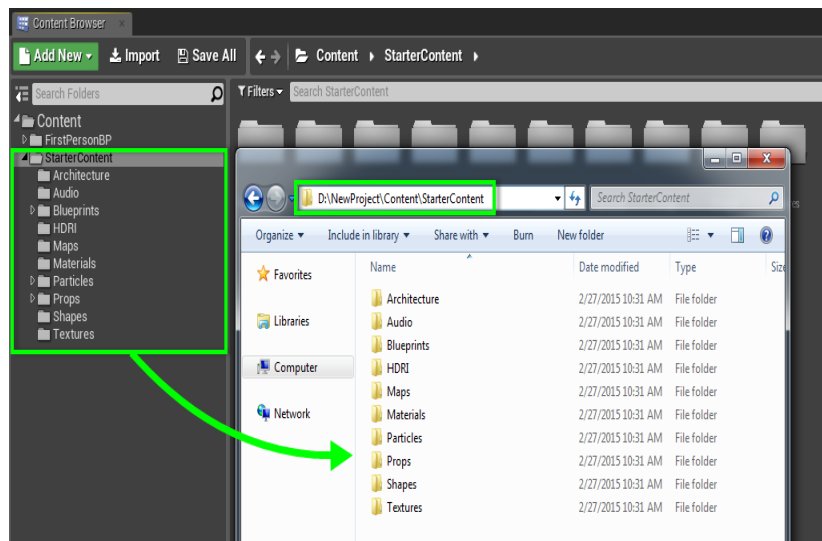 Content Browser
Add New Import Save All Content StarterContent
Search Folders
Filters Search StarterContent
Content
FirstPersonBP
StarterContent
Architecture
Audio
Blueprints
HDRI
Maps
Materials
Particles
Props
Shapes
Textures
D:\NewProject\Content\StarterContent Search StarterContent
Organize Include in library Share with Burn New folder
Favorites
Libraries
Computer
Network
Name Date modified Type Size
Architecture 2/27/2015 10:31 AM File folder
Audio 2/27/2015 10:31 AM File folder
Blueprints 2/27/2015 10:31 AM File folder
HDRI 2/27/2015 10:31 AM File folder
Maps 2/27/2015 10:31 AM File folder
Materials 2/27/2015 10:31 AM File folder
Particles 2/27/2015 10:31 AM File folder
Props 2/27/2015 10:31 AM File folder
Shapes 2/27/2015 10:31 AM File folder
Textures 2/27/2015 10:31 AM File folder